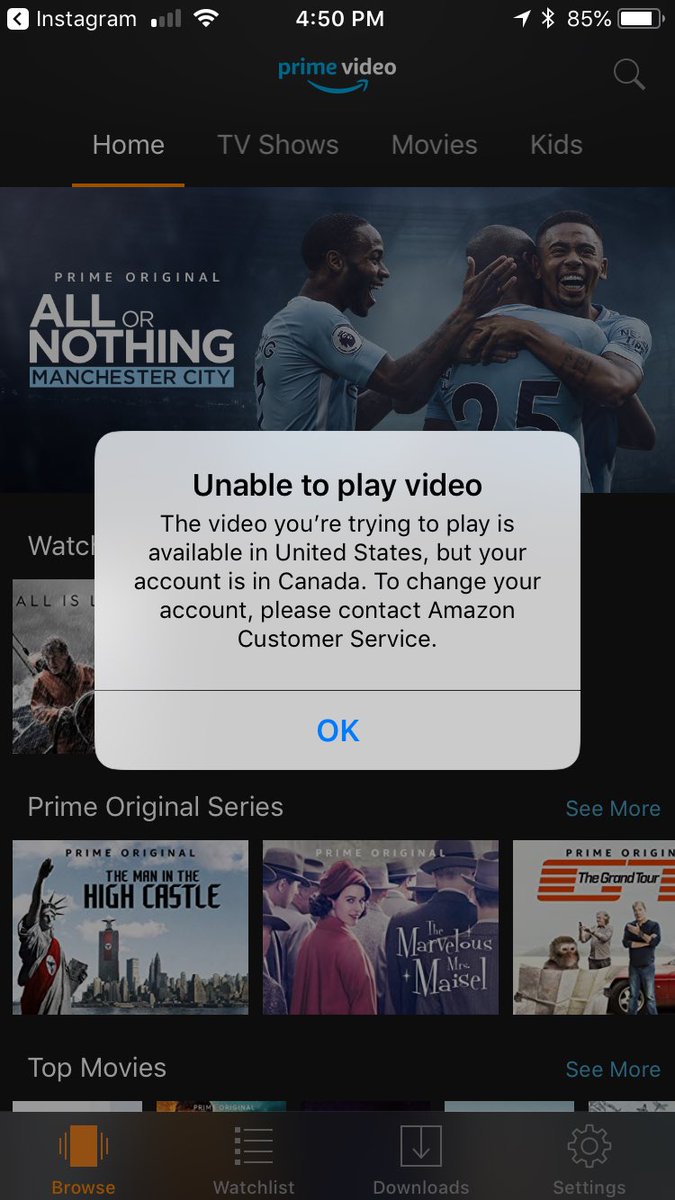 Instagram 4:50 PM 85%
prime video
Home TV Shows Movies Kids
PRIME ORIGINAL
ALL OR
NOTHING
MANCHESTER CITY
25
Unable to play video
The video you’re trying to play is
available in United States, but your
account is in Canada. To change your
account, please contact Amazon
Customer Service.
OK
Watch
ALL IS L
Prime Original Series See More
PRIME ORIGINAL
THE MAN IN THE
HIGH CASTLE
PRIME ORIGINAL
The
Marvelous
Mrs.
Maisel
PRIME ORIGIN
The Grand Tour
Top Movies See More
PRIME ORIGINAL
Browse Watchlist Downloads Settings